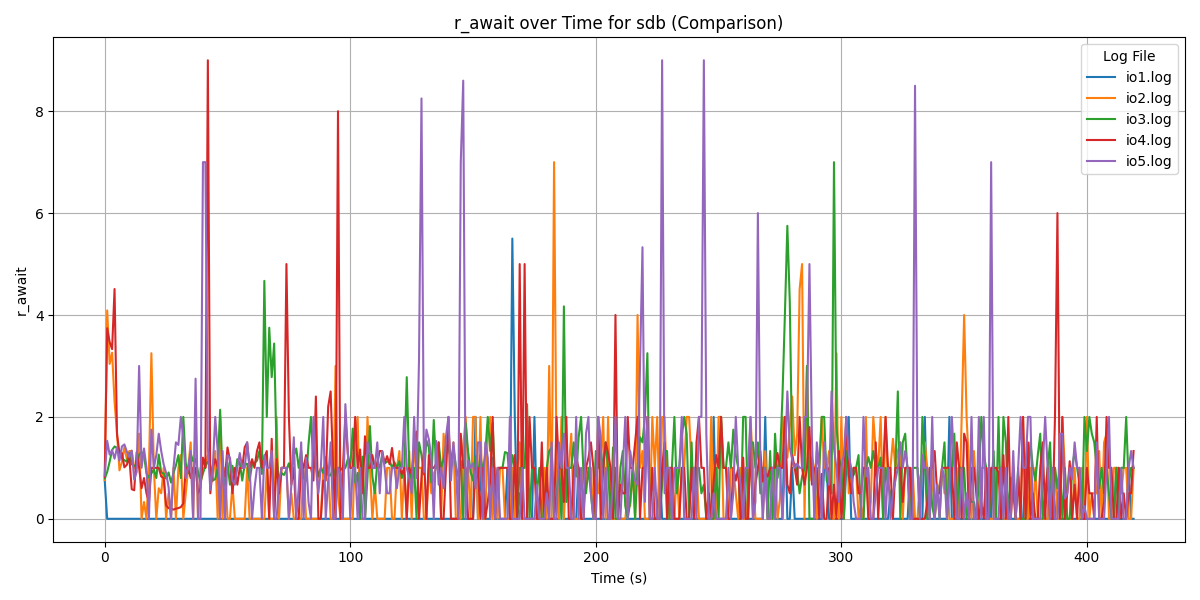 r_await over Time for sdb (Comparison)
Log File
io1.log
io2.log
io3.log
io4.log
io5.log
r_await
8
6
4
2
0
0 100 200 300 400
Time (s)